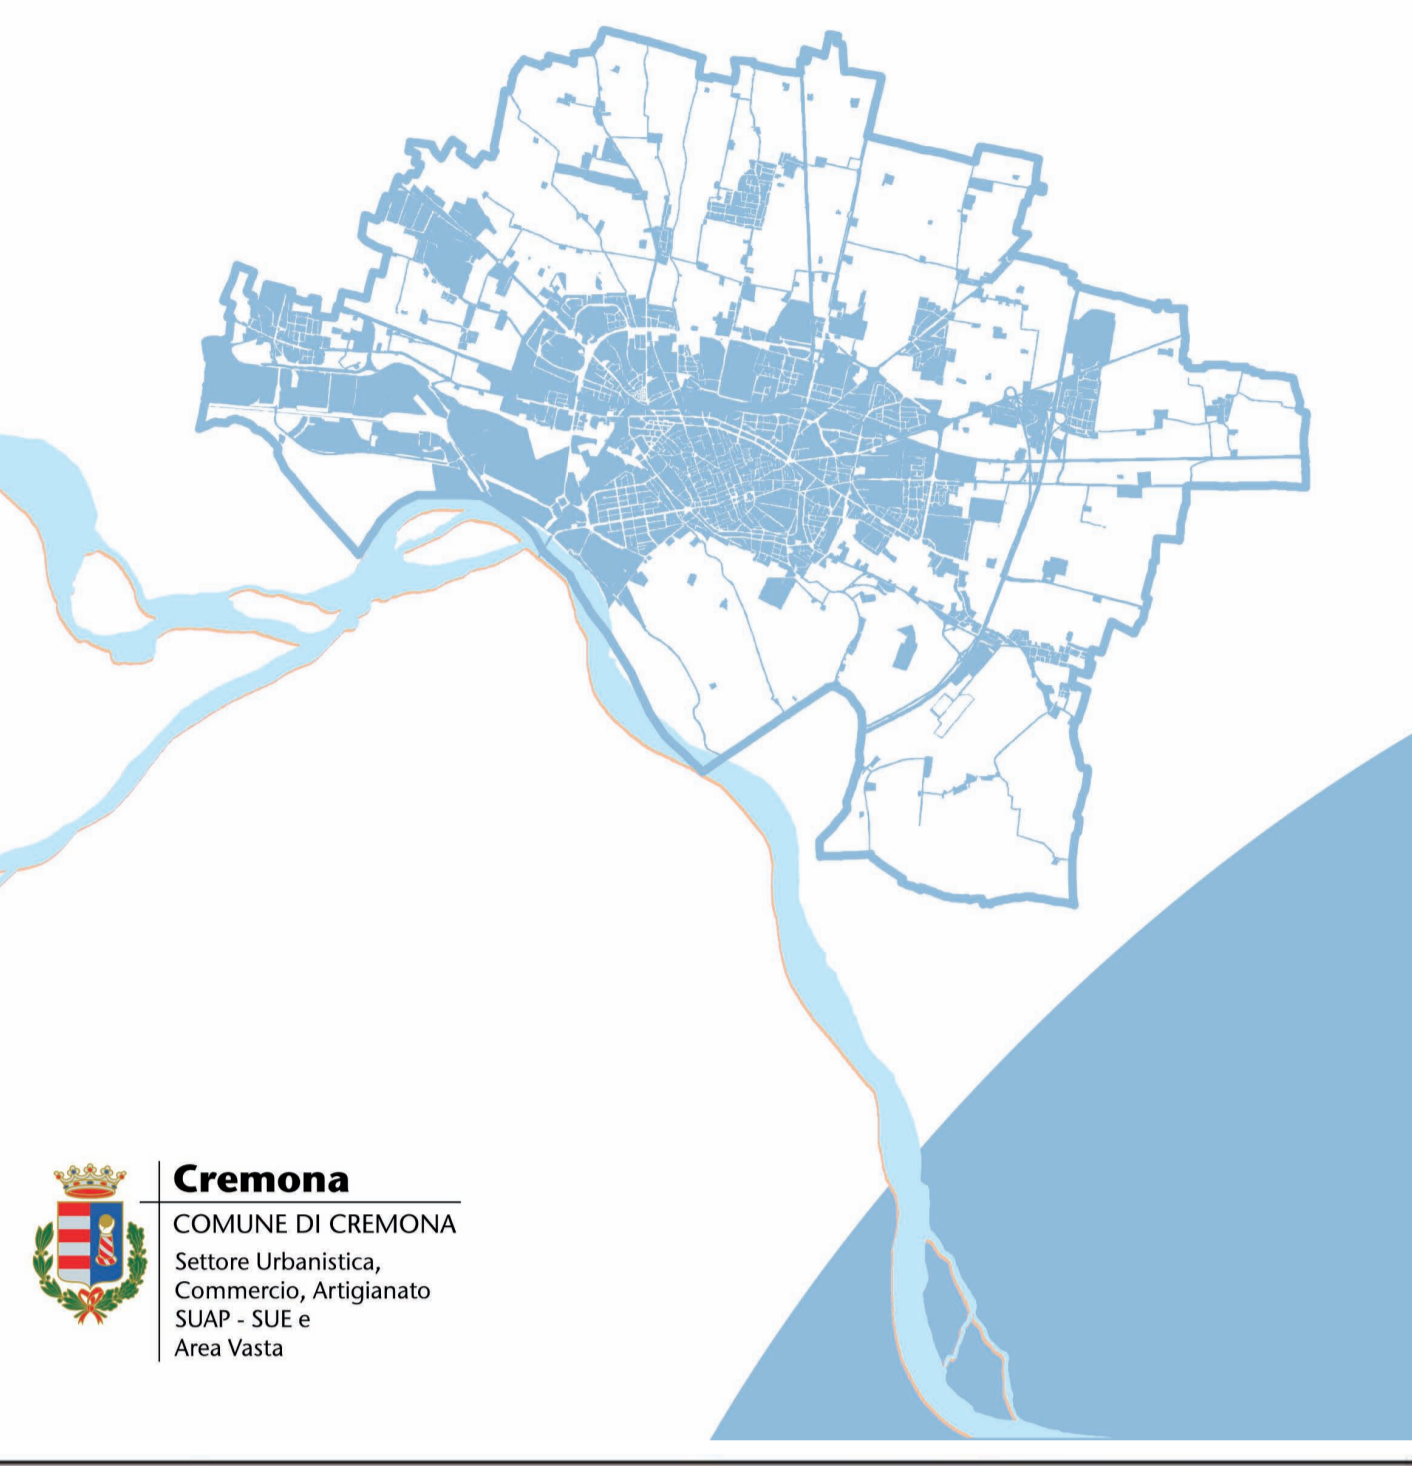 Cremona
COMUNE DI CREMONA
Settore Urbanistica,
Commercio, Artigianato
SUAP - SUE e
Area Vasta